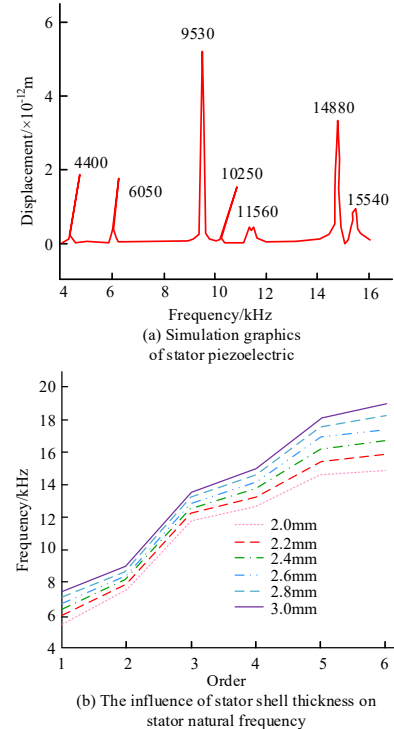 Displacement/×10⁻¹²m
6
4
2
0
4400
6050
9530
10250
11560
14880
15540
4 6 8 10 12 14 16
Frequency/kHz
(a) Simulation graphics
of stator piezoelectric
Frequency/kHz
20
18
16
14
12
10
8
6
4
2.0mm
2.2mm
2.4mm
2.6mm
2.8mm
3.0mm
1 2 3 4 5 6
Order
(b) The influence of stator shell thickness on
stator natural frequency